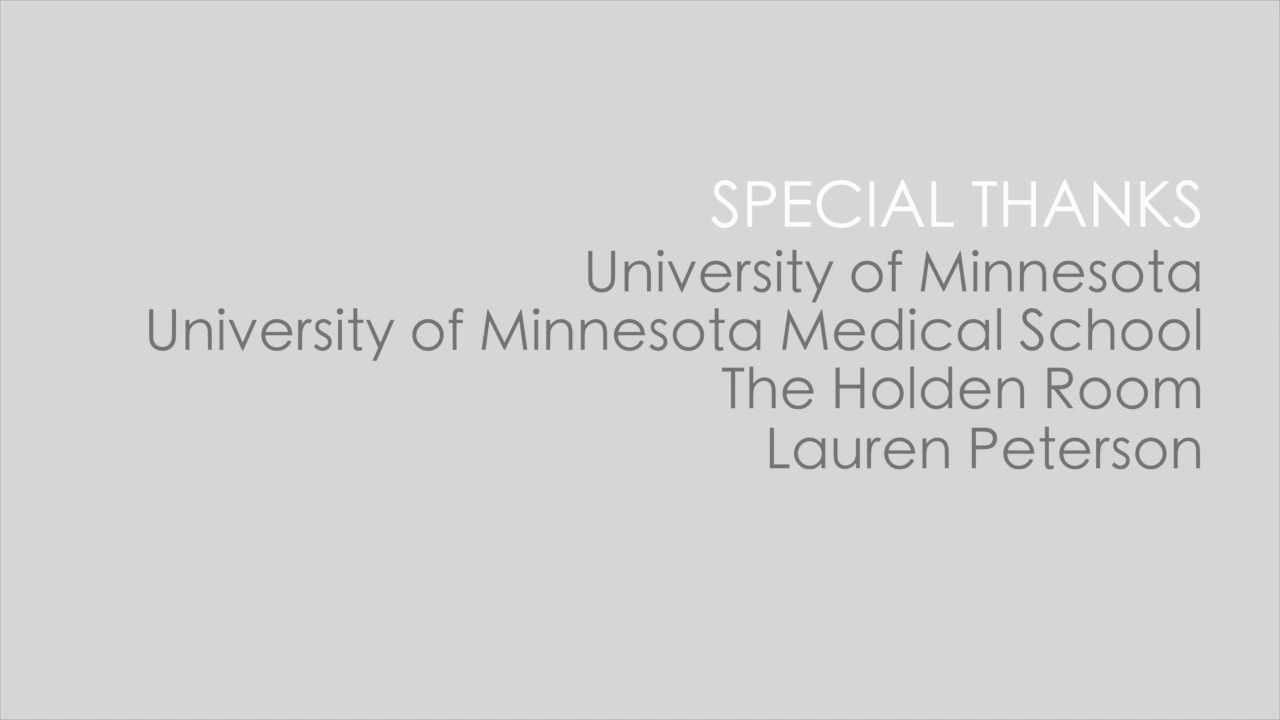 SPECIAL THANKS
University of Minnesota
University of Minnesota Medical School
The Holden Room
Lauren Peterson